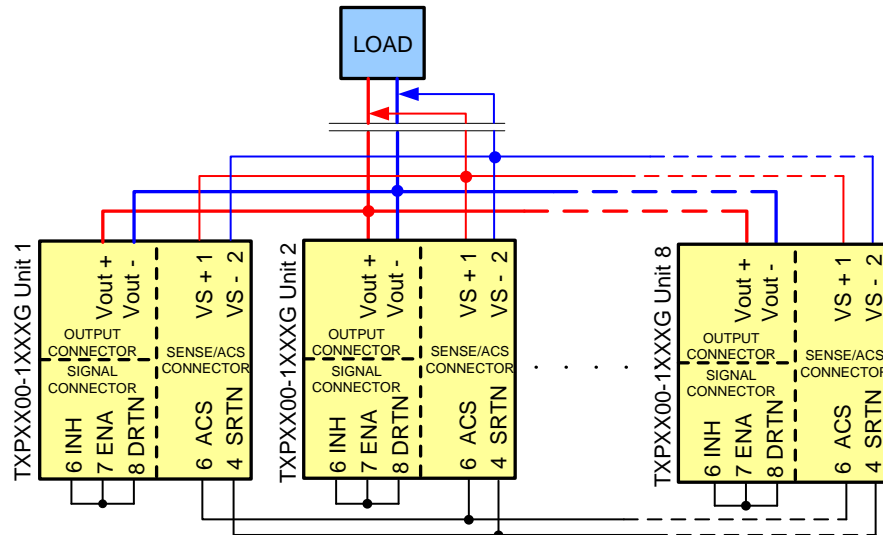 LOAD
TXPXX00-1XXXG Unit 1
Vout +
Vout -
VS + 1
VS - 2
OUTPUT
CONNECTOR
SIGNAL
CONNECTOR
SENSE/ACS
CONNECTOR
6 INH
7 ENA
8 DRTN
6 ACS
4 SRTN
TXPXX00-1XXXG Unit 2
Vout +
Vout -
VS + 1
VS - 2
OUTPUT
CONNECTOR
SIGNAL
CONNECTOR
SENSE/ACS
CONNECTOR
6 INH
7 ENA
8 DRTN
6 ACS
4 SRTN
. . . . .
TXPXX00-1XXXG Unit 8
Vout +
Vout -
VS + 1
VS - 2
OUTPUT
CONNECTOR
SIGNAL
CONNECTOR
SENSE/ACS
CONNECTOR
6 INH
7 ENA
8 DRTN
6 ACS
4 SRTN